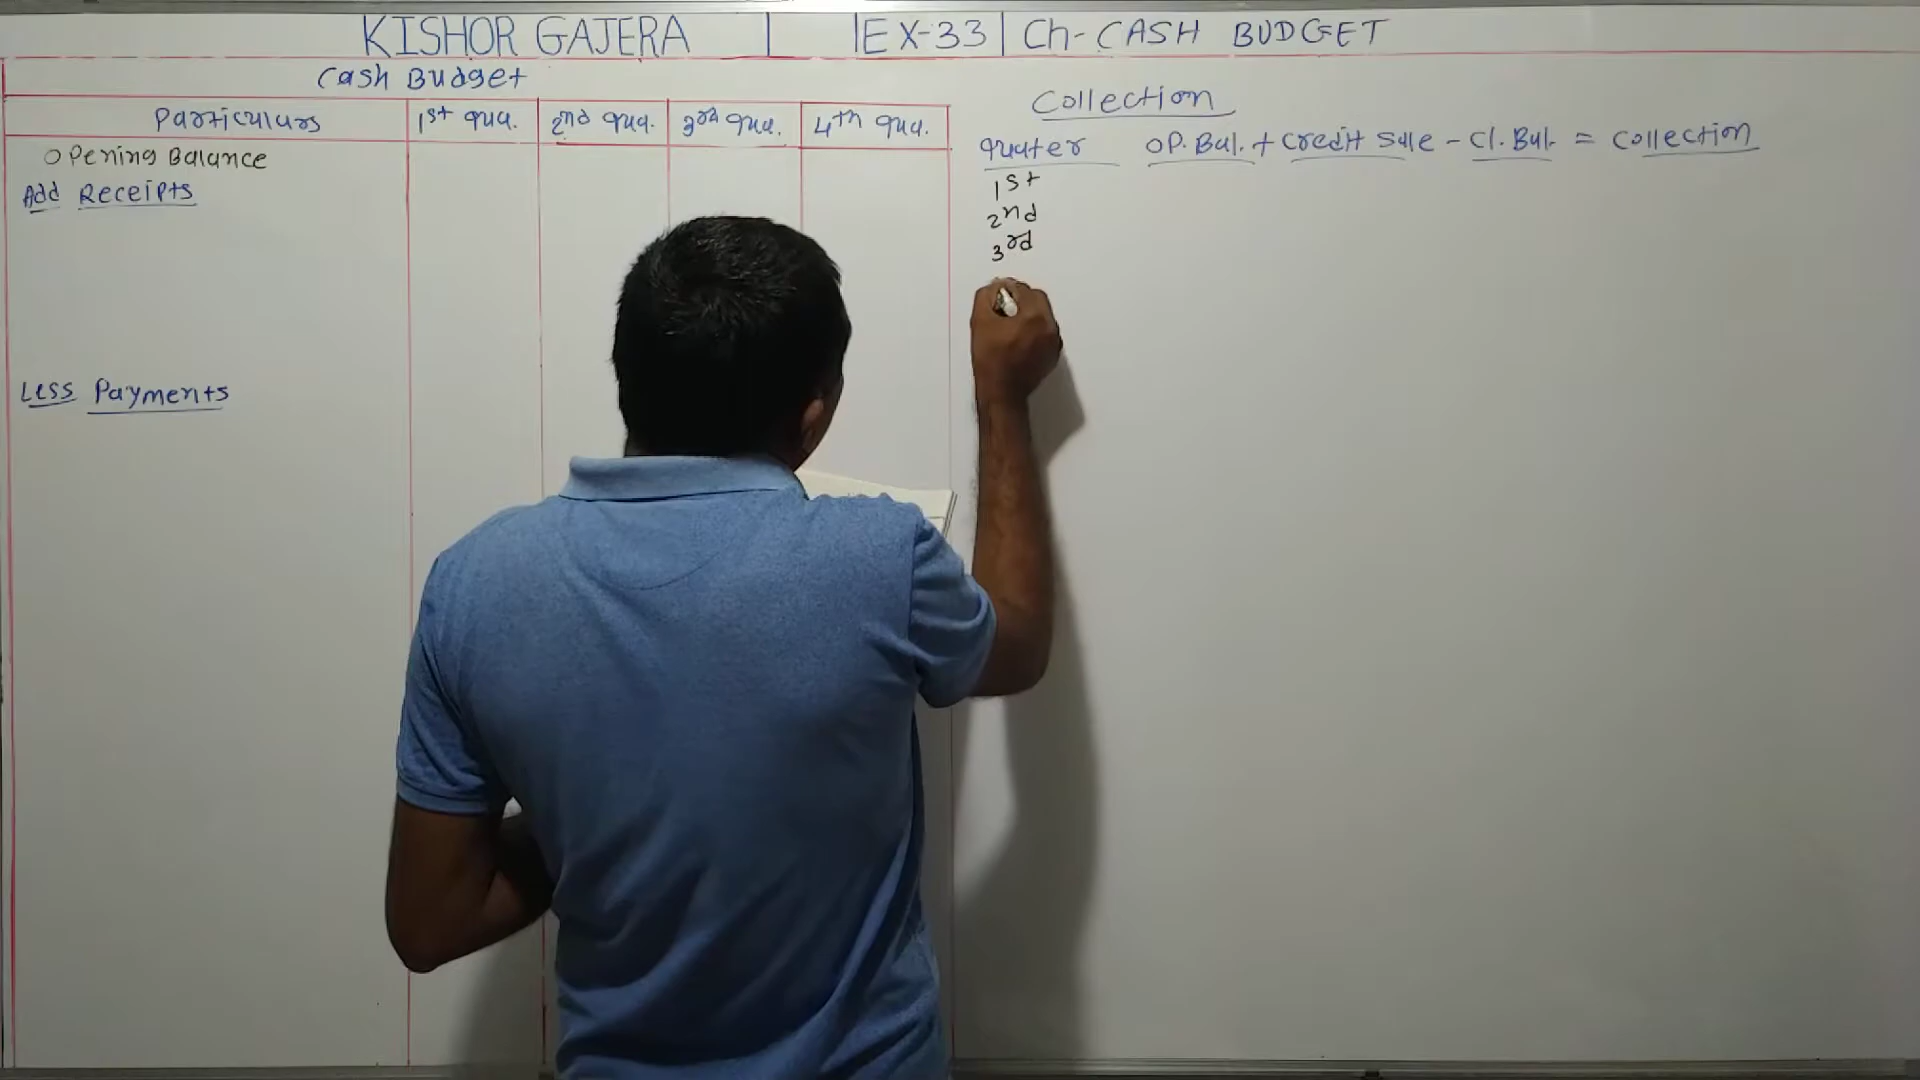 KISHOR GAJERA | | EX-33 | Ch-CASH BUDGET
Cash Budget
Particulars 1st qua. 2nd qua. 3rd qua. 4th qua.
Opening Balance
Add Receipts
Less Payments
Collection
quater OP. Bal. + Credit Sale - Cl. Bal. = Collection
1st
2nd
3rd